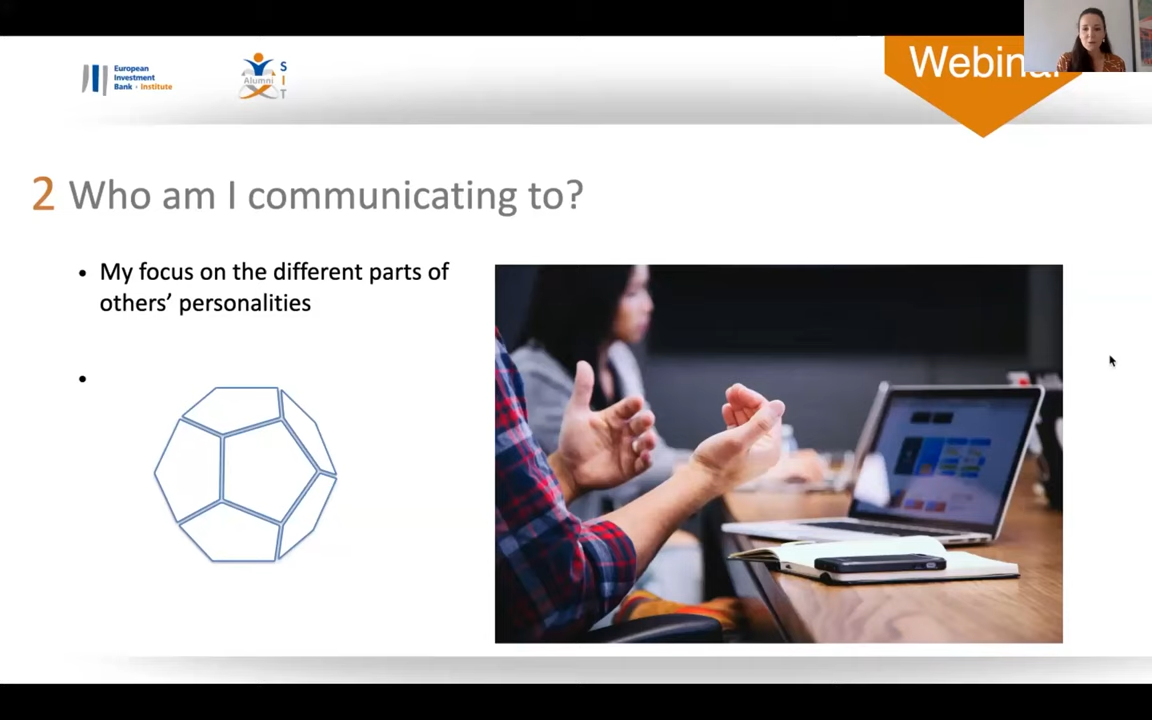 European
Investment
Bank - Institute
Alumni
S
I
T
Webinar
2 Who am I communicating to?
• My focus on the different parts of
others’ personalities
•